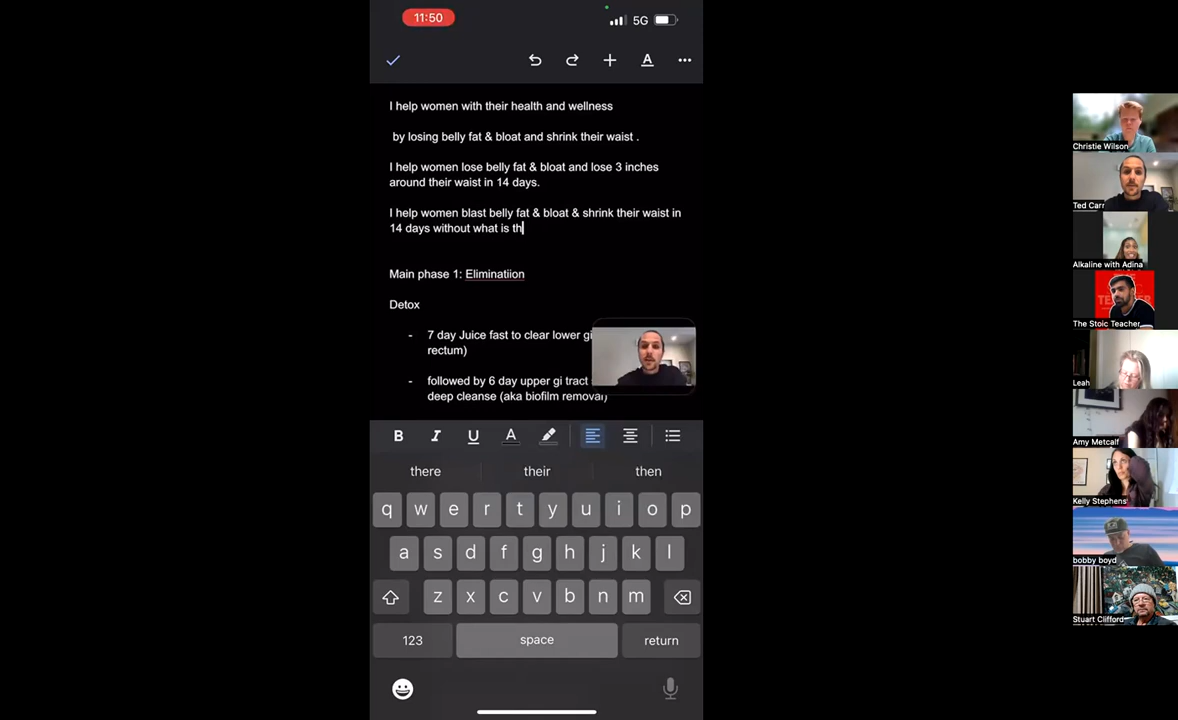 11:50
5G
A
I help women with their health and wellness
by losing belly fat & bloat and shrink their waist .
I help women lose belly fat & bloat and lose 3 inches
around their waist in 14 days.
I help women blast belly fat & bloat & shrink their waist in
14 days without what is th
Main phase 1: Eliminatiion
Detox
- 7 day Juice fast to clear lower gi
rectum)
- followed by 6 day upper gi tract
deep cleanse (aka biofilm removal)
B I U A
there their then
q w e r t y u i o p
a s d f g h j k l
z x c v b n m
123 space return
Christie Wilson
Ted Carr
Alkaline with Adina
The Stoic Teacher
Leah
Amy Metcalf
Kelly Stephens
bobby boyd
Stuart Clifford